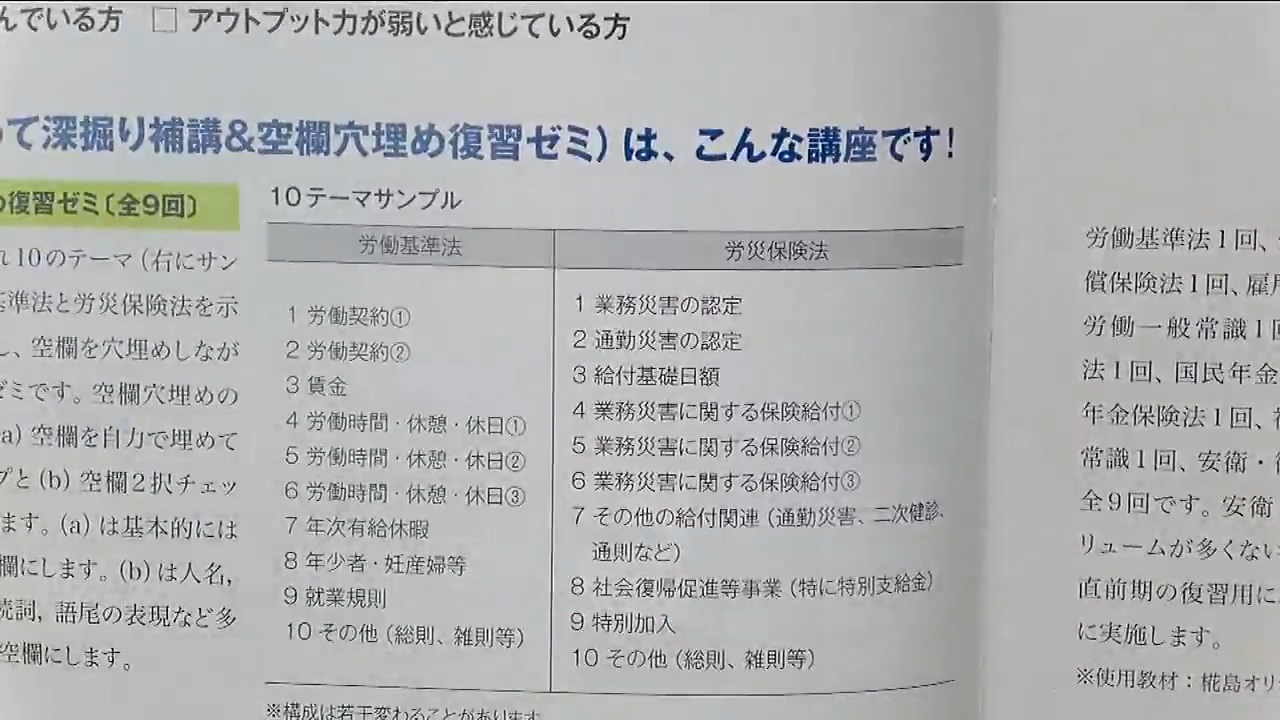 んでいる方 □ アウトプット力が弱いと感じている方
って深掘り補講&空欄穴埋め復習ゼミ)は、こんな講座です!
め復習ゼミ〔全9回〕
れ10のテーマ(右にサン
基準法と労災保険法を示
し、空欄を穴埋めしなが
ゼミです。空欄穴埋めの
a) 空欄を自力で埋めて
プと(b) 空欄2択チェッ
ます。(a)は基本的には
欄にします。(b)は人名,
続詞, 語尾の表現など多
空欄にします。
10テーマサンプル
労働基準法
1 労働契約①
2 労働契約②
3 賃金
4 労働時間・休憩・休日①
5 労働時間・休憩・休日②
6 労働時間・休憩・休日③
7 年次有給休暇
8 年少者・妊産婦等
9 就業規則
10 その他(総則、雑則等)
労災保険法
1 業務災害の認定
2 通勤災害の認定
3 給付基礎日額
4 業務災害に関する保険給付①
5 業務災害に関する保険給付②
6 業務災害に関する保険給付③
7 その他の給付関連(通勤災害、二次健診、
通則など)
8 社会復帰促進等事業(特に特別支給金)
9 特別加入
10 その他(総則、雑則等)
※構成は若干変わることがあります
労働基準法1回、
償保険法1回、雇用
労働一般常識1回
法1回、国民年金
年金保険法1回、
常識1回、安衛・
全9回です。安衛
リュームが多くない
直前期の復習用に
に実施します。
※使用教材:椛島オリ